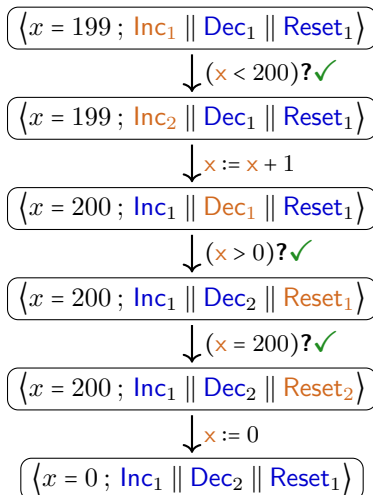 ⟨x = 199 ; Inc₁ || Dec₁ || Reset₁⟩
(x < 200)?✓
⟨x = 199 ; Inc₂ || Dec₁ || Reset₁⟩
x := x + 1
⟨x = 200 ; Inc₁ || Dec₁ || Reset₁⟩
(x > 0)?✓
⟨x = 200 ; Inc₁ || Dec₂ || Reset₁⟩
(x = 200)?✓
⟨x = 200 ; Inc₁ || Dec₂ || Reset₂⟩
x := 0
⟨x = 0 ; Inc₁ || Dec₂ || Reset₁⟩